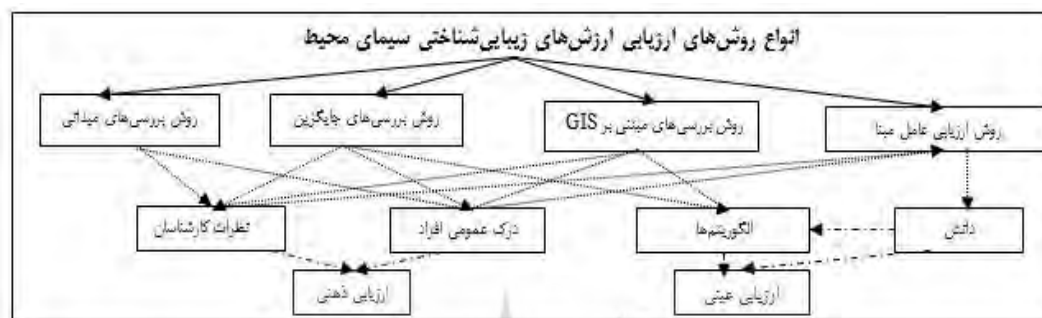 انواع روش‌های ارزیابی ارزش‌های زیبایی‌شناختی سیمای محیط
روش ارزیابی عامل مبنا
روش بررسی‌های مبتنی بر GIS
روش بررسی‌های جایگزین
روش بررسی‌های میدانی
دانش
الگوریتم‌ها
درک عمومی افراد
نظرات کارشناسان
ارزیابی عینی
ارزیابی ذهنی